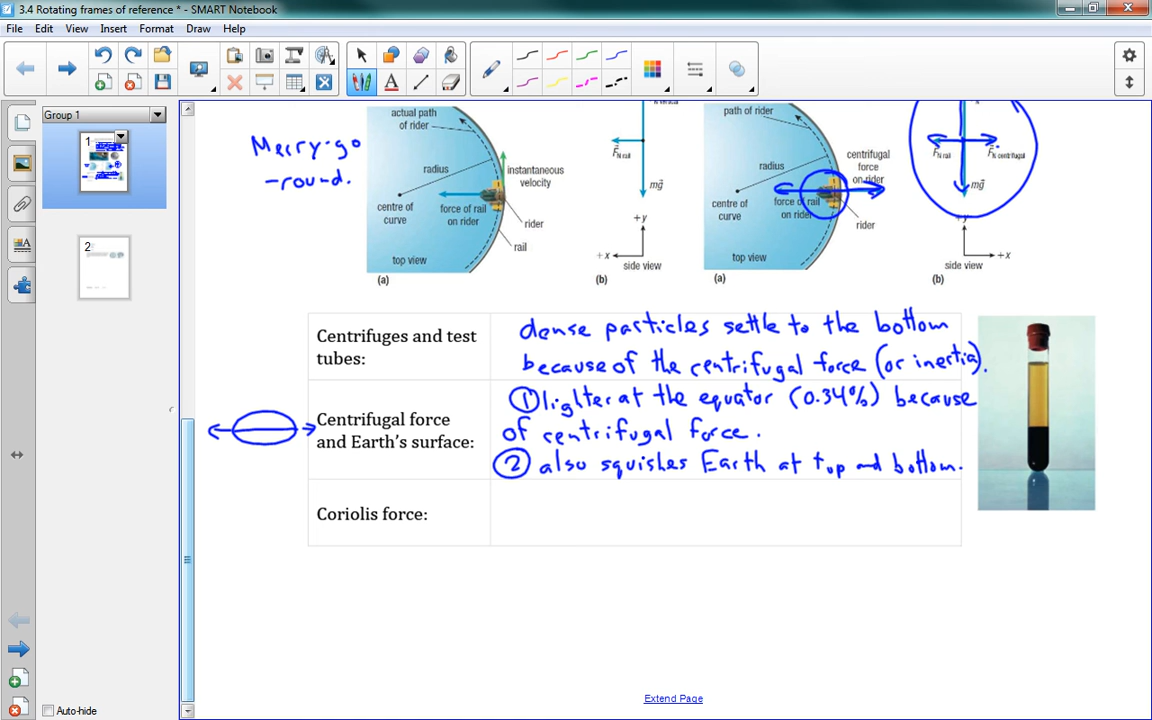 3.4 Rotating frames of reference * - SMART Notebook
File Edit View Insert Format Draw Help
Group 1
1
2
Merry-go
-round.
actual path
of rider
radius
instantaneous
velocity
centre of
curve
force of rail
on rider
rider
rail
top view
(a)
F N rail
mg
+y
+x
side view
(b)
path of rider
radius
centrifugal
force
on rider
centre of
curve
force of rail
on rider
rider
top view
(a)
F N rail
F N centrifugal
mg
+y
+x
side view
(b)
Centrifuges and test
tubes:
dense particles settle to the bottom
because of the centrifugal force (or inertia).
Centrifugal force
and Earth's surface:
① lighter at the equator (0.34%) because
of centrifugal force.
② also squishes Earth at top and bottom.
Coriolis force:
Extend Page
Auto-hide